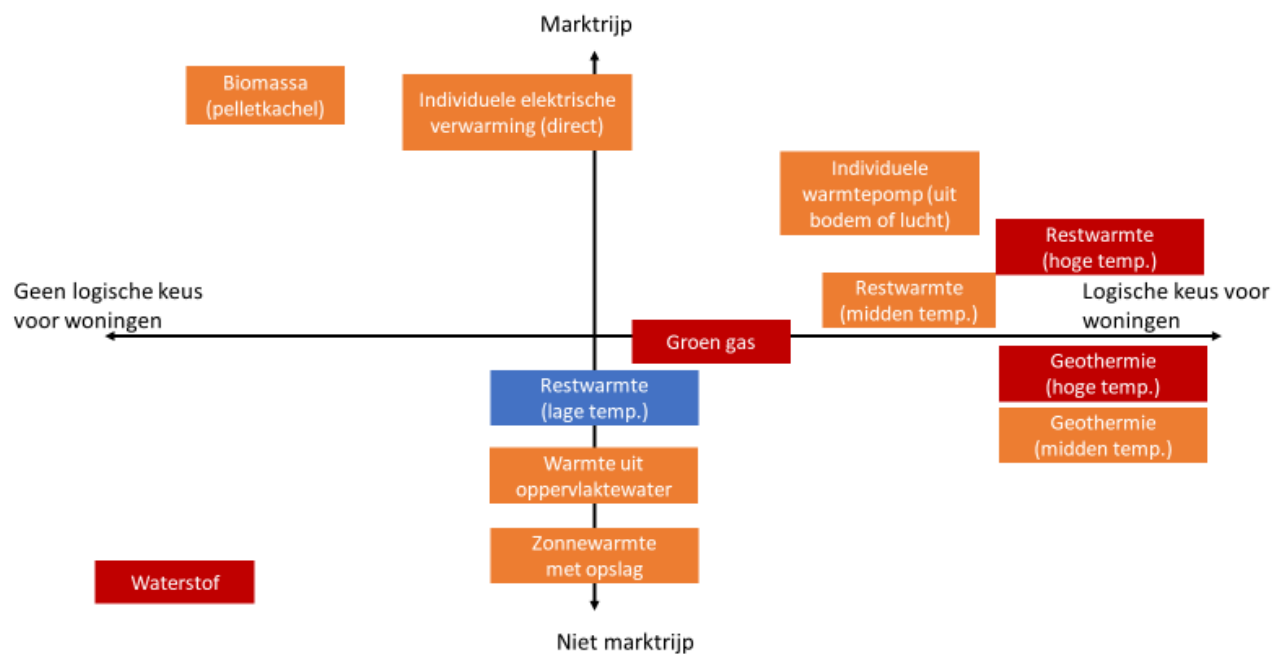 Marktrijp
Biomassa
(pelletkachel)
Individuele elektrische
verwarming (direct)
Individuele
warmtepomp (uit
bodem of lucht)
Restwarmte
(hoge temp.)
Geen logische keus
voor woningen
Restwarmte
(midden temp.)
Logische keus voor
woningen
Groen gas
Geothermie
(hoge temp.)
Restwarmte
(lage temp.)
Geothermie
(midden temp.)
Warmte uit
oppervlaktewater
Zonnewarmte
met opslag
Waterstof
Niet marktrijp